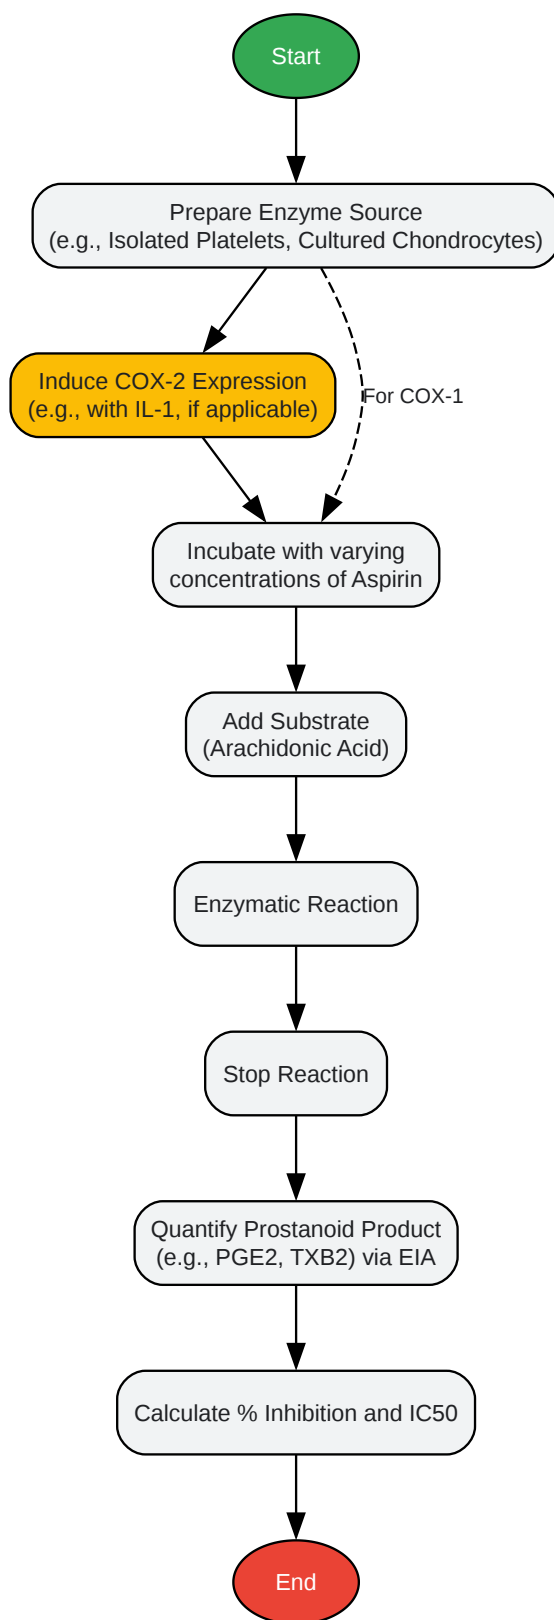 Start
Prepare Enzyme Source
(e.g., Isolated Platelets, Cultured Chondrocytes)
Induce COX-2 Expression
(e.g., with IL-1, if applicable)
For COX-1
Incubate with varying
concentrations of Aspirin
Add Substrate
(Arachidonic Acid)
Enzymatic Reaction
Stop Reaction
Quantify Prostanoid Product
(e.g., PGE2, TXB2) via EIA
Calculate % Inhibition and IC50
End